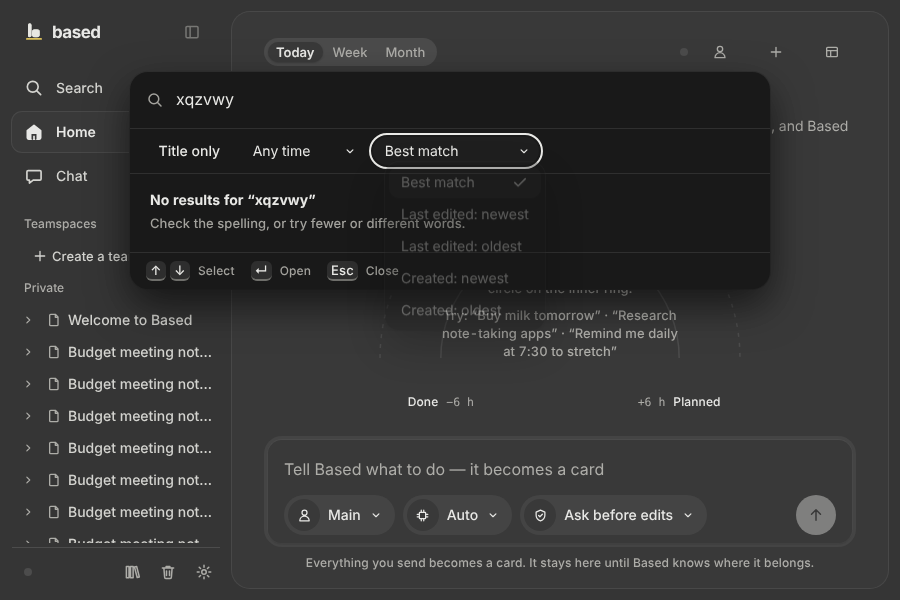 based
Today Week Month
Search
xqzvwy
Home
, and Based
Title only Any time Best match
Chat
Best match
No results for “xqzvwy”
Last edited: newest
Teamspaces
Check the spelling, or try fewer or different words.
Last edited: oldest
Create a tea
Select Open Esc Close
Created: newest
Private
circle on the inner ring.
Created: oldest
Try: “Buy milk tomorrow” · “Research
note-taking apps” · “Remind me daily
at 7:30 to stretch”
Welcome to Based
Budget meeting not...
Budget meeting not...
Budget meeting not...
Budget meeting not...
Budget meeting not...
Budget meeting not...
Budget meeting not...
Done −6 h +6 h Planned
Tell Based what to do — it becomes a card
Main Auto Ask before edits
Everything you send becomes a card. It stays here until Based knows where it belongs.